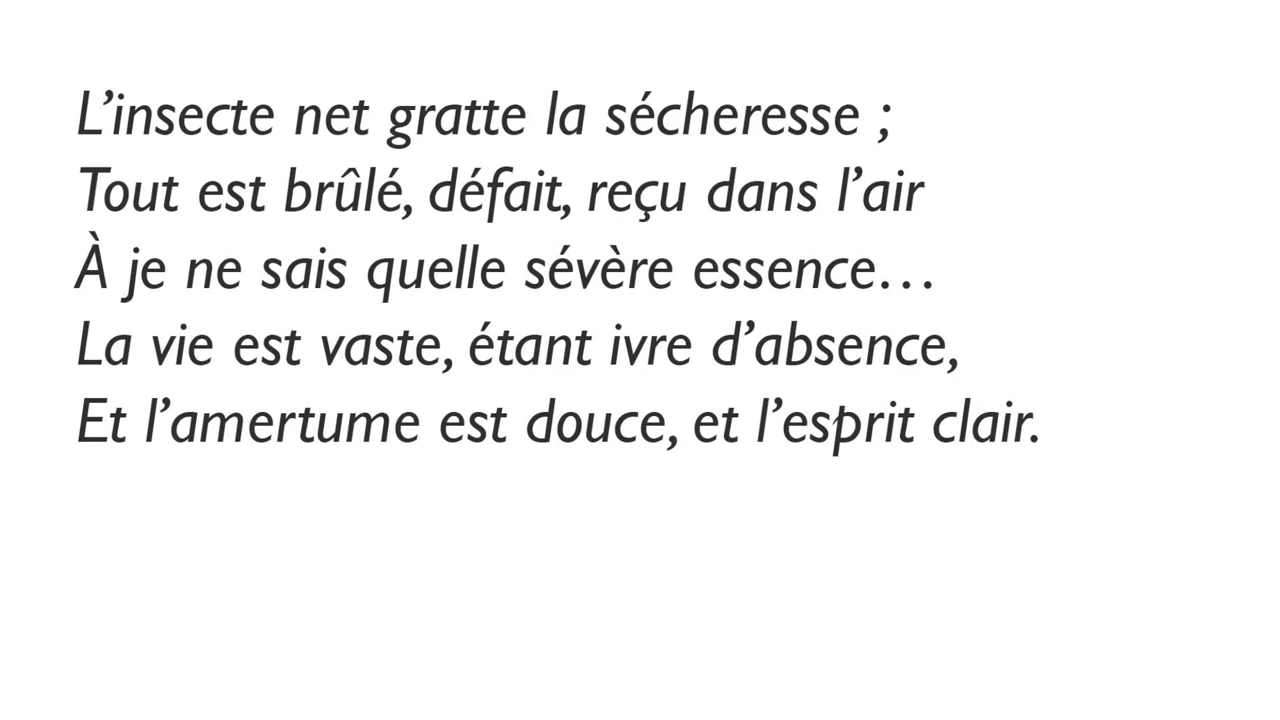 L’insecte net gratte la sécheresse ;
Tout est brûlé, défait, reçu dans l’air
À je ne sais quelle sévère essence…
La vie est vaste, étant ivre d’absence,
Et l’amertume est douce, et l’esprit clair.